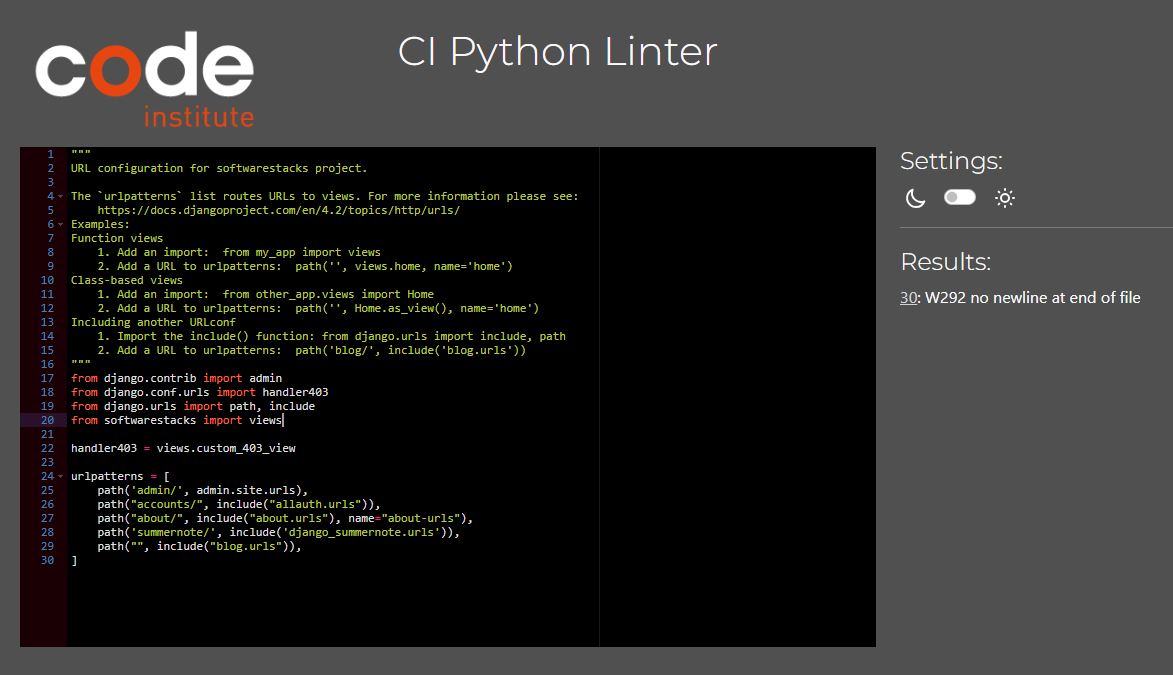 code
institute
CI Python Linter
1 """
2 URL configuration for softwarestacks project.
3
4 The `urlpatterns` list routes URLs to views. For more information please see:
5     https://docs.djangoproject.com/en/4.2/topics/http/urls/
6 Examples:
7 Function views
8     1. Add an import:  from my_app import views
9     2. Add a URL to urlpatterns:  path('', views.home, name='home')
10 Class-based views
11     1. Add an import:  from other_app.views import Home
12     2. Add a URL to urlpatterns:  path('', Home.as_view(), name='home')
13 Including another URLconf
14     1. Import the include() function: from django.urls import include, path
15     2. Add a URL to urlpatterns:  path('blog/', include('blog.urls'))
16 """
17 from django.contrib import admin
18 from django.conf.urls import handler403
19 from django.urls import path, include
20 from softwarestacks import views
21
22 handler403 = views.custom_403_view
23
24 urlpatterns = [
25     path('admin/', admin.site.urls),
26     path("accounts/", include("allauth.urls")),
27     path("about/", include("about.urls"), name="about-urls"),
28     path('summernote/', include('django_summernote.urls')),
29     path("", include("blog.urls")),
30 ]
Settings:
Results:
30: W292 no newline at end of file